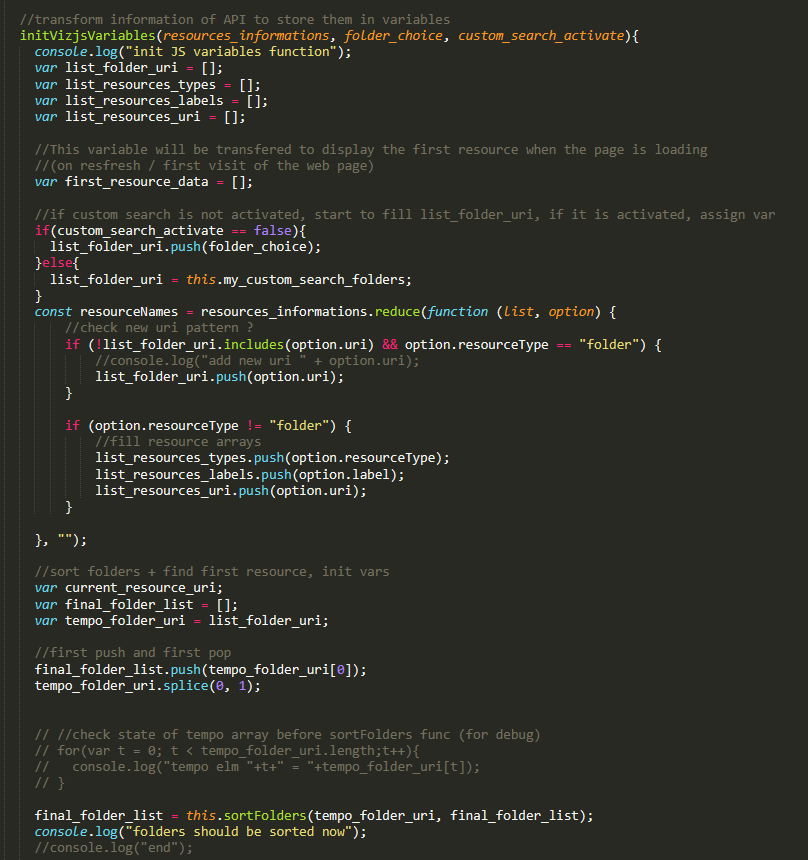 //transform information of API to store them in variables
initVizjsVariables(resources_informations, folder_choice, custom_search_activate){
console.log("init JS variables function");
var list_folder_uri = [];
var list_resources_types = [];
var list_resources_labels = [];
var list_resources_uri = [];
//This variable will be transfered to display the first resource when the page is loading
//(on resfresh / first visit of the web page)
var first_resource_data = [];
//if custom search is not activated, start to fill list_folder_uri, if it is activated, assign var
if(custom_search_activate == false){
list_folder_uri.push(folder_choice);
}else{
list_folder_uri = this.my_custom_search_folders;
}
const resourceNames = resources_informations.reduce(function (list, option) {
//check new uri pattern ?
if (!list_folder_uri.includes(option.uri) && option.resourceType == "folder") {
//console.log("add new uri " + option.uri);
list_folder_uri.push(option.uri);
}
if (option.resourceType != "folder") {
//fill resource arrays
list_resources_types.push(option.resourceType);
list_resources_labels.push(option.label);
list_resources_uri.push(option.uri);
}
}, "");
//sort folders + find first resource, init vars
var current_resource_uri;
var final_folder_list = [];
var tempo_folder_uri = list_folder_uri;
//first push and first pop
final_folder_list.push(tempo_folder_uri[0]);
tempo_folder_uri.splice(0, 1);
// //check state of tempo array before sortFolders func (for debug)
// for(var t = 0; t < tempo_folder_uri.length;t++){
//   console.log("tempo elm "+t+" = "+tempo_folder_uri[t]);
// }
final_folder_list = this.sortFolders(tempo_folder_uri, final_folder_list);
console.log("folders should be sorted now");
//console.log("end");